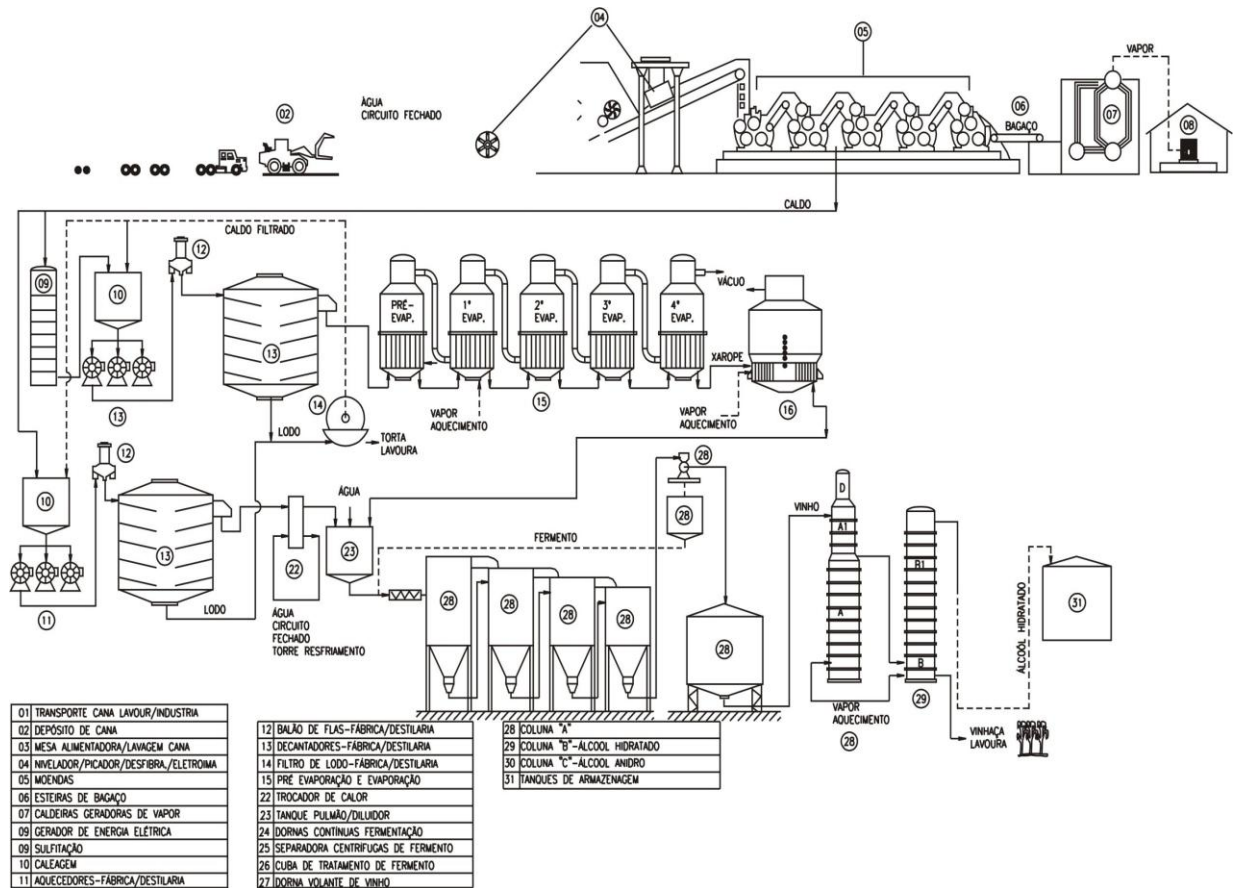 04
05
VAPOR
ÁGUA
CIRCUITO FECHADO
02
06
BAGAÇO
07
08
CALDO
CALDO FILTRADO
12
09
10
13
PRÉ-
EVAP.
1°
EVAP.
2°
EVAP.
3°
EVAP.
4°
EVAP.
VÁCUO
XAROPE
13
14
VAPOR
AQUECIMENTO
15
VAPOR
AQUECIMENTO
16
LODO
TORTA
LAVOURA
12
10
13
11
LODO
ÁGUA
22
23
ÁGUA
CIRCUITO
FECHADO
TORRE RESFRIAMENTO
FERMENTO
28
28
28
28
28
28
28
VINHO
D
A1
A
B1
B
VAPOR
AQUECIMENTO
28
29
ÁLCOOL HIDRATADO
31
VINHAÇA
LAVOURA
01 TRANSPORTE CANA LAVOUR/INDUSTRIA
02 DEPÓSITO DE CANA
03 MESA ALIMENTADORA/LAVAGEM CANA
04 NIVELADOR/PICADOR/DESFIBRA./ELETROIMA
05 MOENDAS
06 ESTEIRAS DE BAGAÇO
07 CALDEIRAS GERADORAS DE VAPOR
09 GERADOR DE ENERGIA ELÉTRICA
09 SULFITAÇÃO
10 CALEAGEM
11 AQUECEDORES-FÁBRICA/DESTILARIA
12 BALÃO DE FLAS-FÁBRICA/DESTILARIA
13 DECANTADORES-FÁBRICA/DESTILARIA
14 FILTRO DE LODO-FÁBRICA/DESTILARIA
15 PRÉ EVAPORAÇÃO E EVAPORAÇÃO
22 TROCADOR DE CALOR
23 TANQUE PULMÃO/DILUIDOR
24 DORNAS CONTÍNUAS FERMENTAÇÃO
25 SEPARADORA CENTRÍFUGAS DE FERMENTO
26 CUBA DE TRATAMENTO DE FERMENTO
27 DORNA VOLANTE DE VINHO
28 COLUNA "A"
29 COLUNA "B"-ÁLCOOL HIDRATADO
30 COLUNA "C"-ÁLCOOL ANIDRO
31 TANQUES DE ARMAZENAGEM